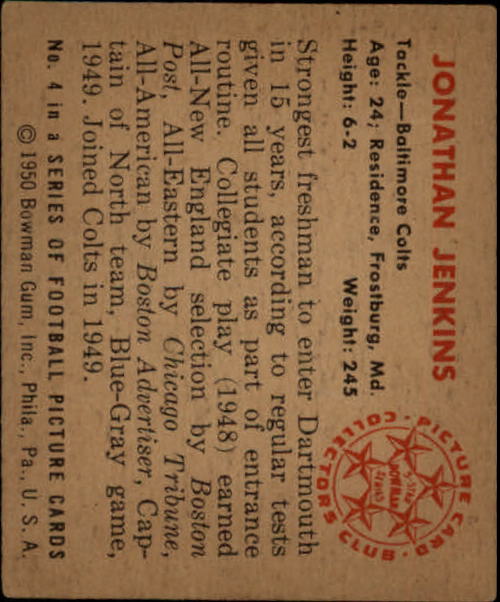 JONATHAN JENKINS
Tackle—Baltimore Colts
Age: 24; Residence, Frostburg, Md.
Height: 6-2 Weight: 245
Strongest freshman to enter Dartmouth
in 15 years, according to regular tests
given all students as part of entrance
routine. Collegiate play (1948) earned
All-New England selection by Boston
Post, All-Eastern by Chicago Tribune,
All-American by Boston Advertiser, Cap-
tain of North team, Blue-Gray game,
1949. Joined Colts in 1949.
No. 4 in a SERIES OF FOOTBALL PICTURE CARDS
© 1950 Bowman Gum, Inc., Phila., Pa., U. S. A.
PICTURE CARD COLLECTORS CLUB
5-STAR
BOWMAN